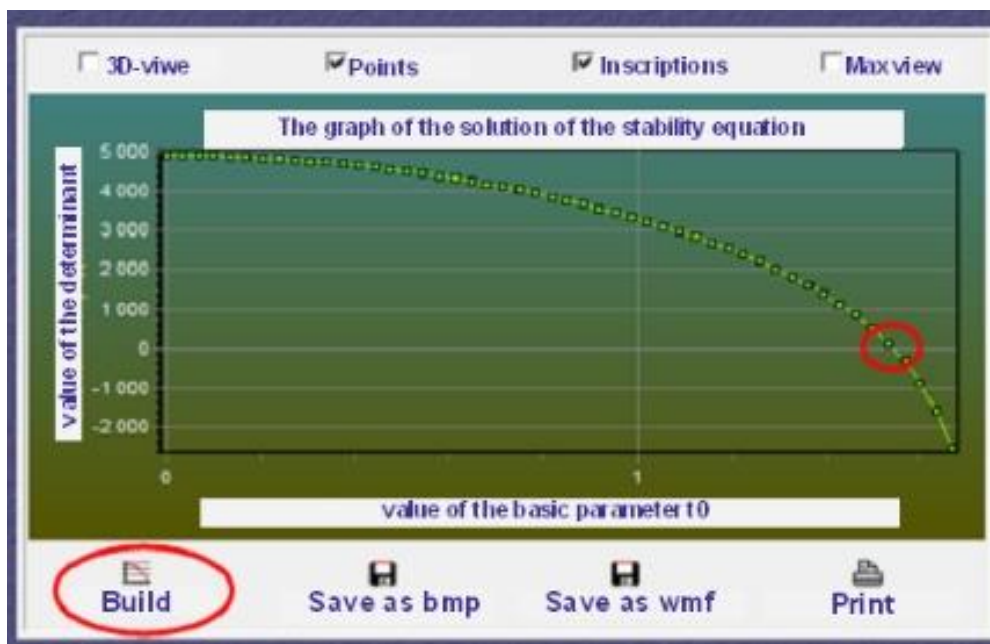 3D-viwe Points Inscriptions Max view
The graph of the solution of the stability equation
value of the determinant
5 000
4 000
3 000
2 000
1 000
0
-1 000
-2 000
0 1
value of the basic parameter t0
Build Save as bmp Save as wmf Print